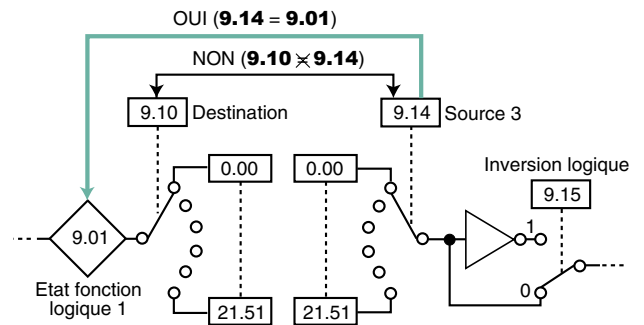 OUI (9.14 = 9.01)
NON (9.10 ≭ 9.14)
9.10 Destination
9.14 Source 3
0.00
0.00
Inversion logique
9.15
9.01
1
Etat fonction
logique 1
21.51
21.51
0